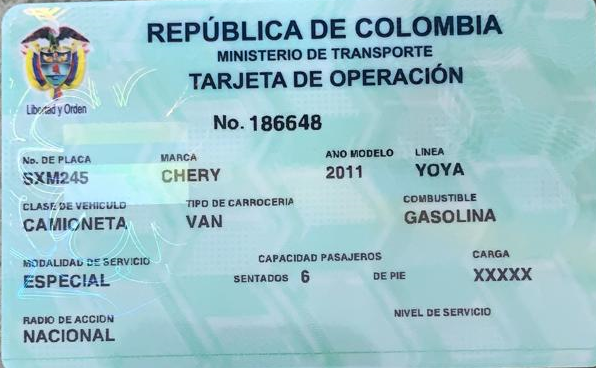 REPÚBLICA DE COLOMBIA
MINISTERIO DE TRANSPORTE
TARJETA DE OPERACIÓN
Libertad y Orden
No. 186648
No. DE PLACA MARCA ANO MODELO LINEA
SXM245 CHERY 2011 YOYA
CLASE DE VEHICULO TIPO DE CARROCERIA COMBUSTIBLE
CAMIONETA VAN GASOLINA
MODALIDAD DE SERVICIO CAPACIDAD PASAJEROS CARGA
ESPECIAL SENTADOS 6 DE PIE XXXXX
RADIO DE ACCION NIVEL DE SERVICIO
NACIONAL